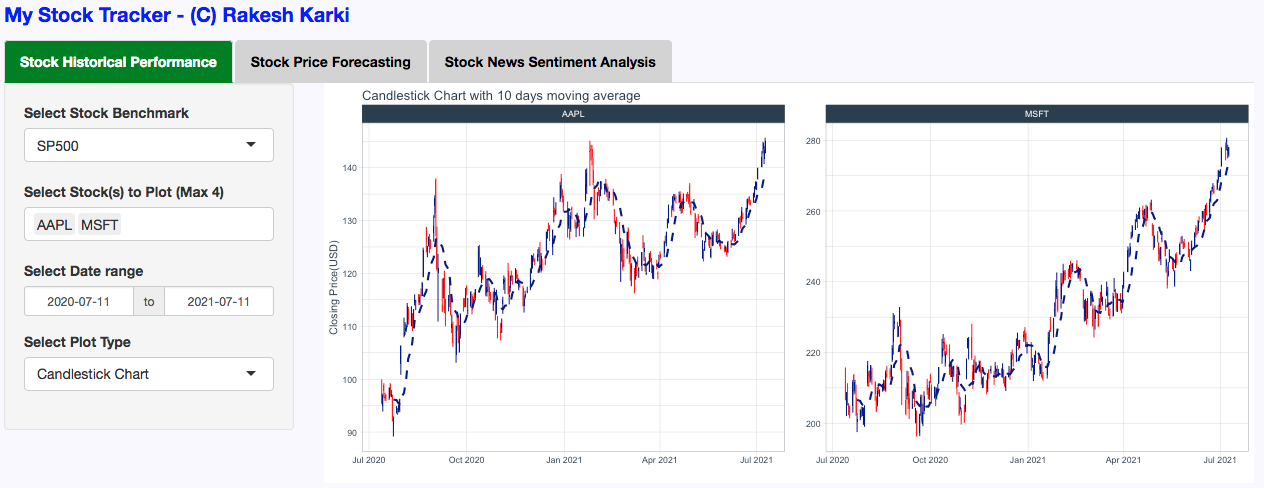 My Stock Tracker - (C) Rakesh Karki
Stock Historical Performance
Stock Price Forecasting
Stock News Sentiment Analysis
Select Stock Benchmark
SP500
Select Stock(s) to Plot (Max 4)
AAPL MSFT
Select Date range
2020-07-11 to 2021-07-11
Select Plot Type
Candlestick Chart
Candlestick Chart with 10 days moving average
AAPL
Closing Price(USD)
140
130
120
110
100
90
Jul 2020 Oct 2020 Jan 2021 Apr 2021 Jul 2021
MSFT
280
260
240
220
200
Jul 2020 Oct 2020 Jan 2021 Apr 2021 Jul 2021